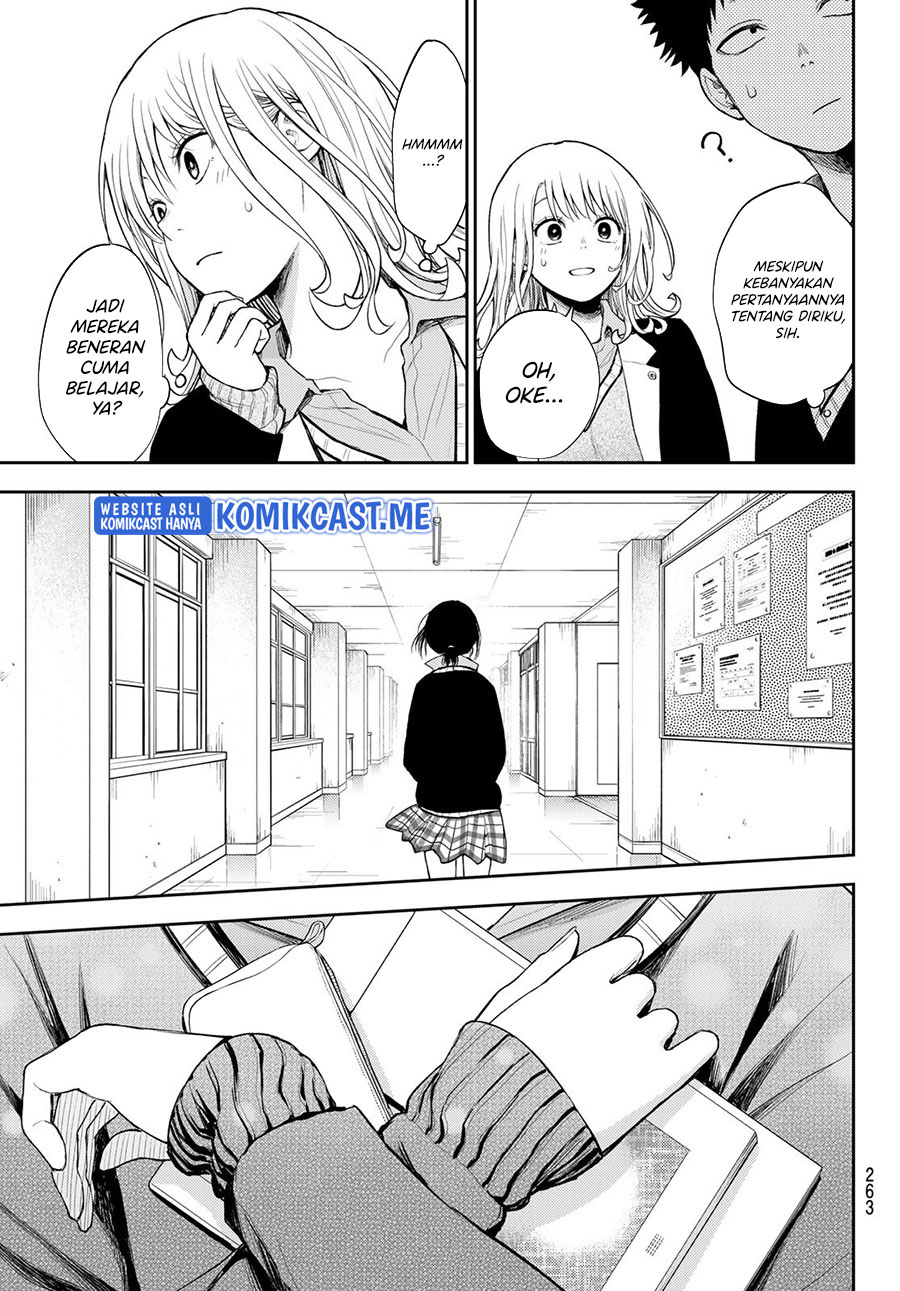 MESKIPUN
KEBANYAKAN
PERTANYAANNYA
TENTANG DIRIKU,
SIH.
?
OH,
OKE...
HMMMM
...?
JADI
MEREKA
BENERAN
CUMA
BELAJAR,
YA?
WEBSITE ASLI
KOMIKCAST HANYA
KOMIKCAST.ME
263